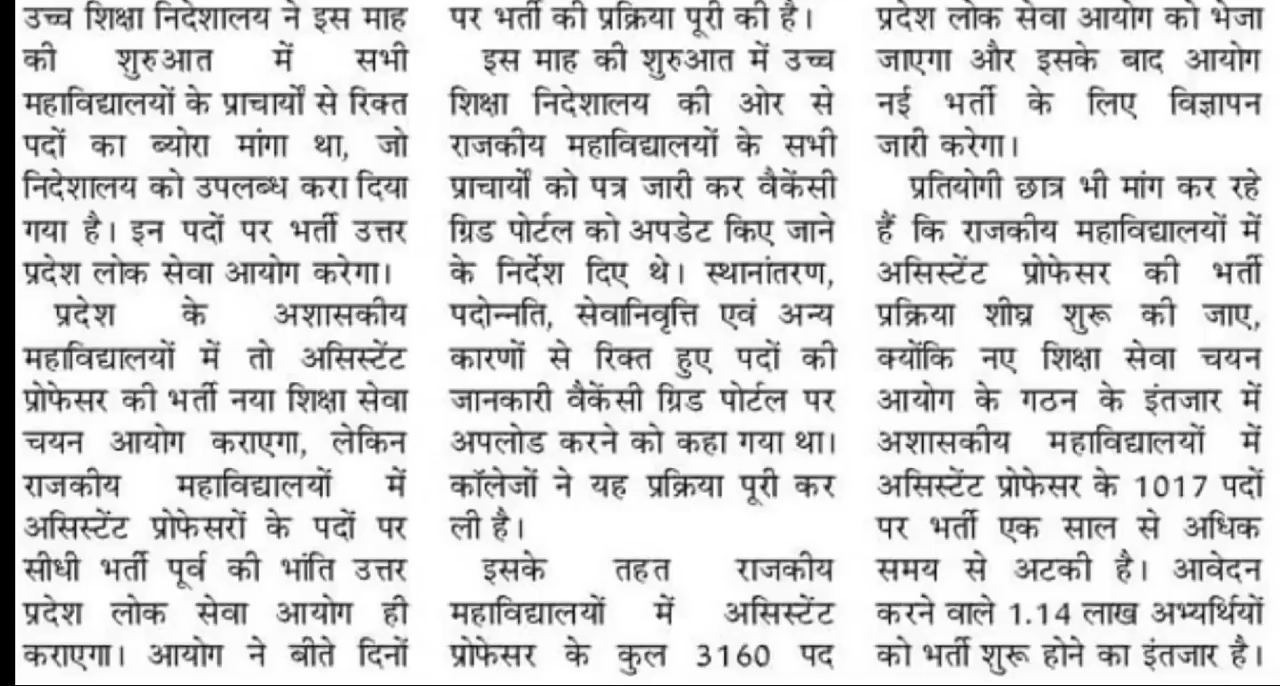 उच्च शिक्षा निदेशालय ने इस माह
की शुरुआत में सभी
महाविद्यालयों के प्राचार्यों से रिक्त
पदों का ब्योरा मांगा था, जो
निदेशालय को उपलब्ध करा दिया
गया है। इन पदों पर भर्ती उत्तर
प्रदेश लोक सेवा आयोग करेगा।
प्रदेश के अशासकीय
महाविद्यालयों में तो असिस्टेंट
प्रोफेसर की भर्ती नया शिक्षा सेवा
चयन आयोग कराएगा, लेकिन
राजकीय महाविद्यालयों में
असिस्टेंट प्रोफेसरों के पदों पर
सीधी भर्ती पूर्व की भांति उत्तर
प्रदेश लोक सेवा आयोग ही
कराएगा। आयोग ने बीते दिनों
पर भर्ती की प्रक्रिया पूरी की है।
इस माह की शुरुआत में उच्च
शिक्षा निदेशालय की ओर से
राजकीय महाविद्यालयों के सभी
प्राचार्यों को पत्र जारी कर वैकेंसी
ग्रिड पोर्टल को अपडेट किए जाने
के निर्देश दिए थे। स्थानांतरण,
पदोन्नति, सेवानिवृत्ति एवं अन्य
कारणों से रिक्त हुए पदों की
जानकारी वैकेंसी ग्रिड पोर्टल पर
अपलोड करने को कहा गया था।
कॉलेजों ने यह प्रक्रिया पूरी कर
ली है।
इसके तहत राजकीय
महाविद्यालयों में असिस्टेंट
प्रोफेसर के कुल 3160 पद
प्रदेश लोक सेवा आयोग को भेजा
जाएगा और इसके बाद आयोग
नई भर्ती के लिए विज्ञापन
जारी करेगा।
प्रतियोगी छात्र भी मांग कर रहे
हैं कि राजकीय महाविद्यालयों में
असिस्टेंट प्रोफेसर की भर्ती
प्रक्रिया शीघ्र शुरू की जाए,
क्योंकि नए शिक्षा सेवा चयन
आयोग के गठन के इंतजार में
अशासकीय महाविद्यालयों में
असिस्टेंट प्रोफेसर के 1017 पदों
पर भर्ती एक साल से अधिक
समय से अटकी है। आवेदन
करने वाले 1.14 लाख अभ्यर्थियों
को भर्ती शुरू होने का इंतजार है।